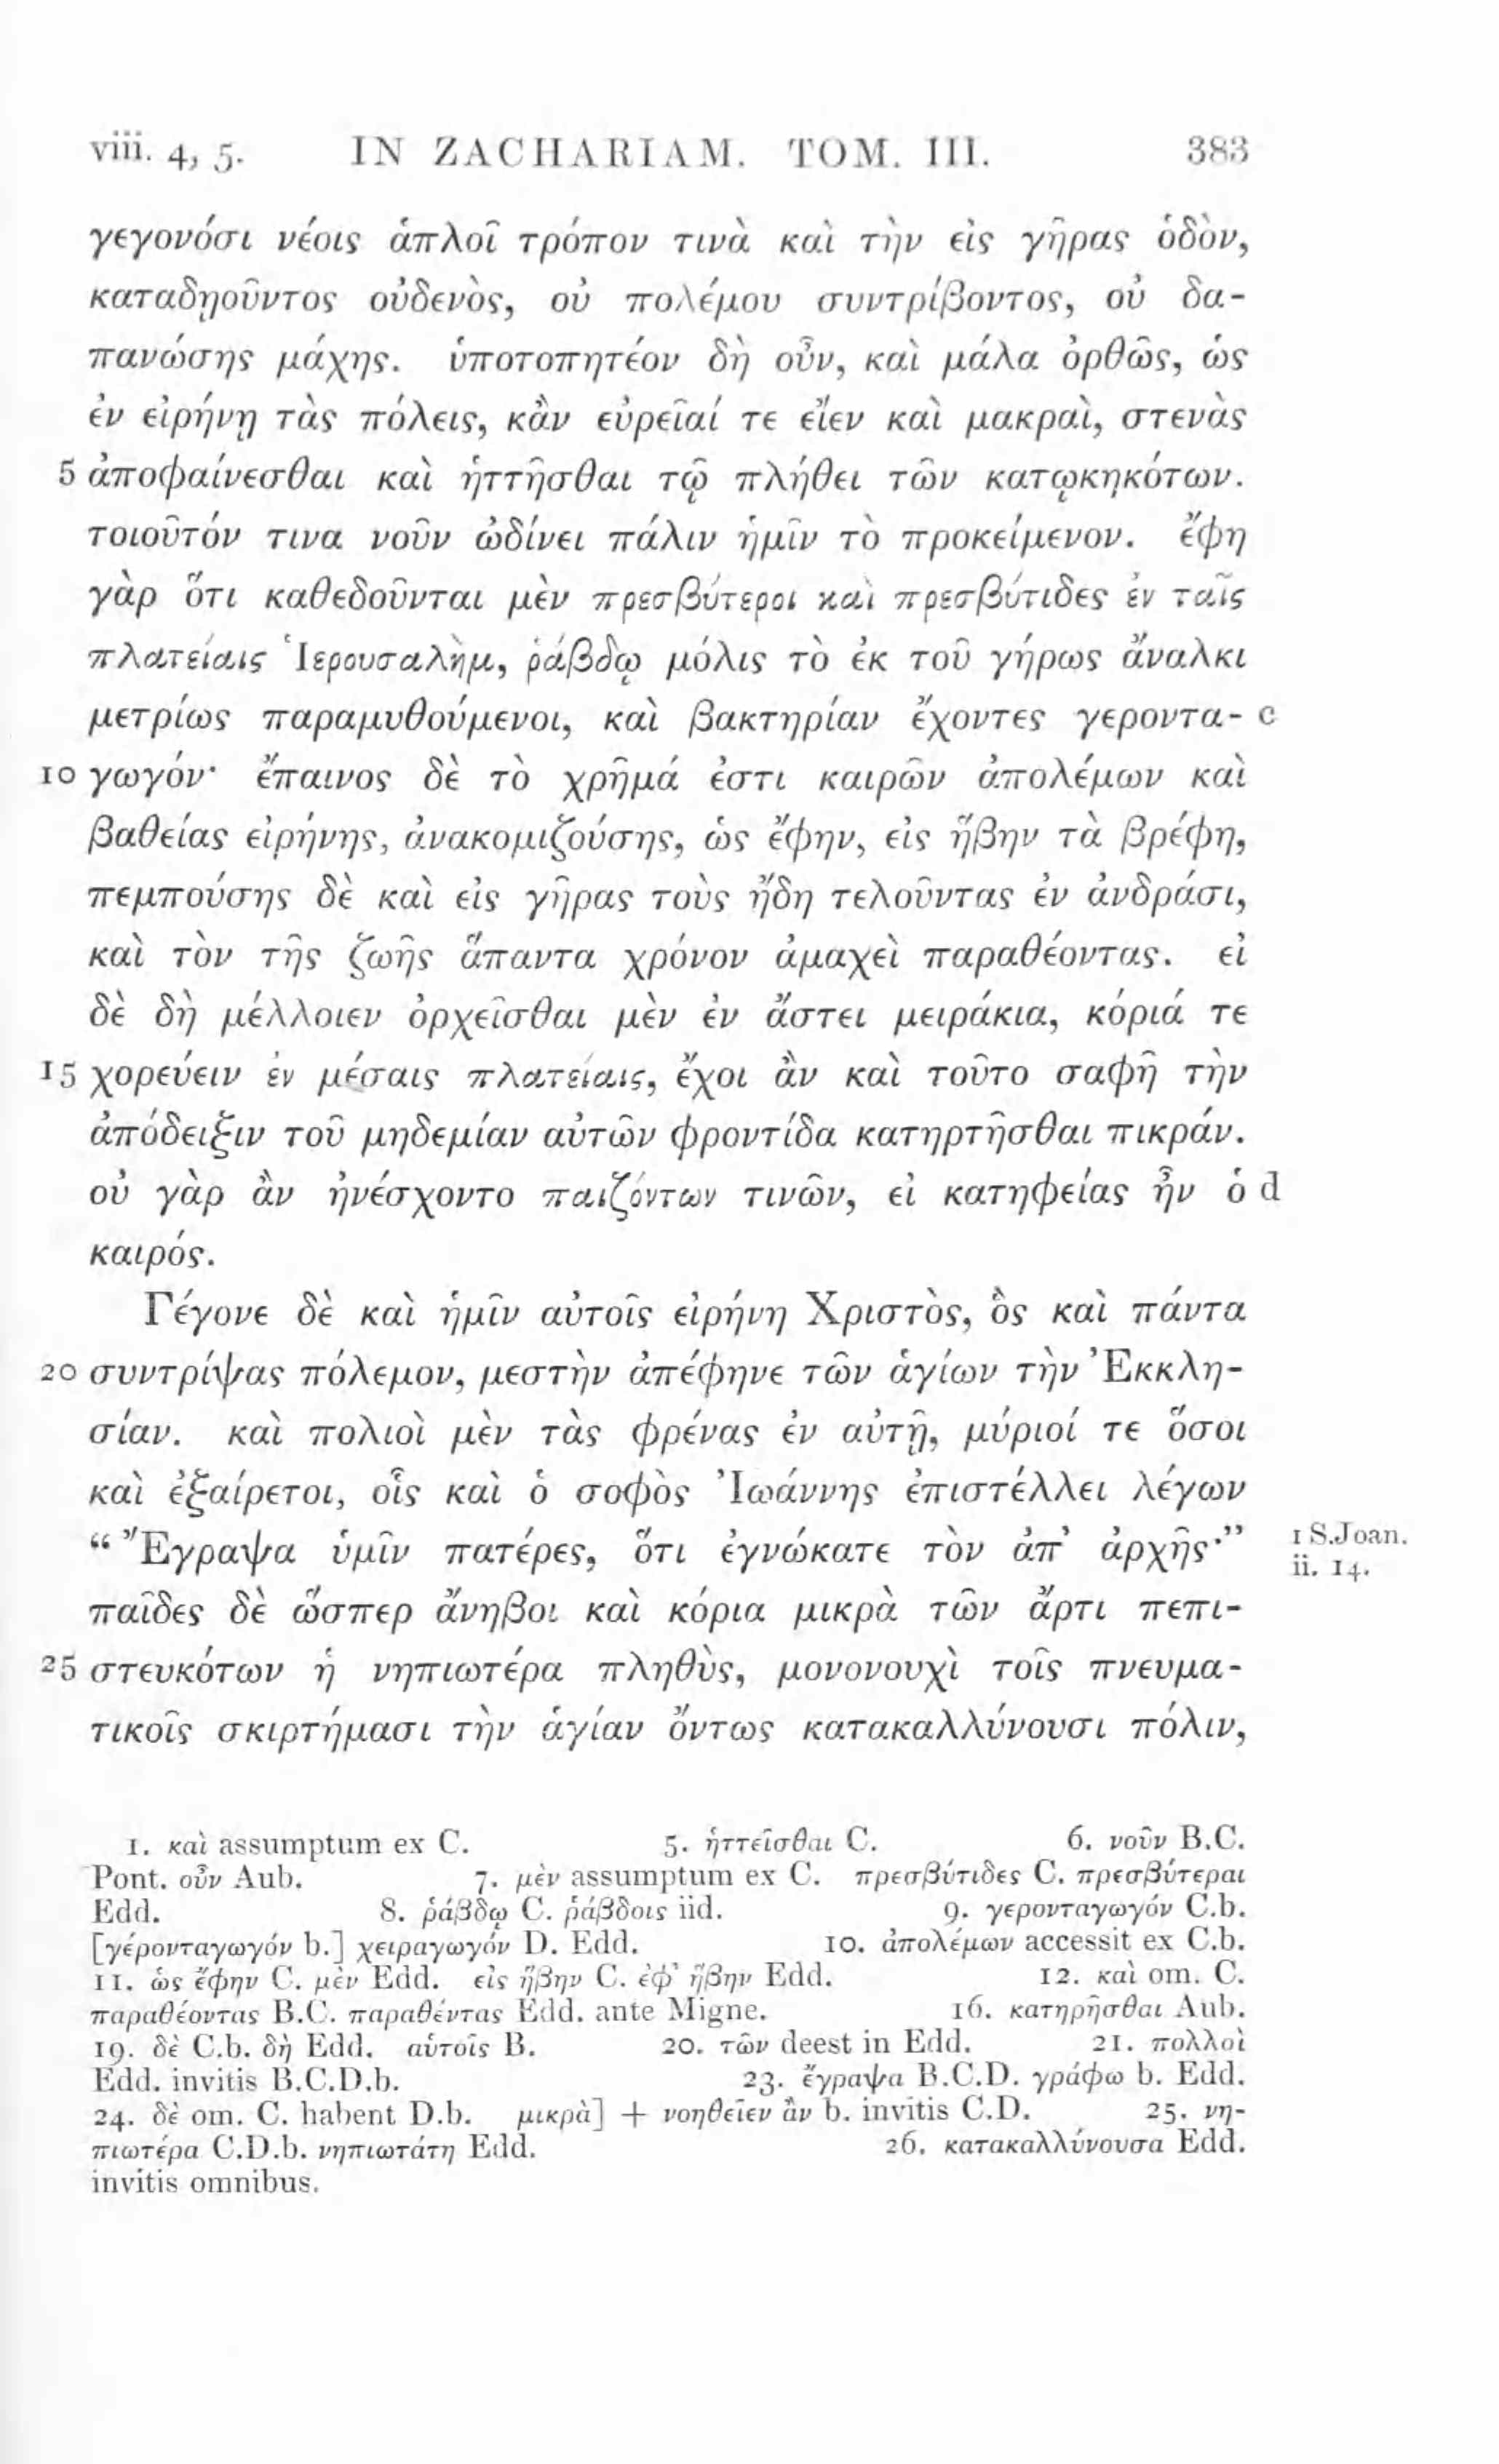 viii. 4, 5. IN ZACHARIAM. TOM. III. 383
γεγονόσι νέοις ἁπλοῖ τρόπον τινὰ καὶ τὴν εἰς γῆρας ὁδὸν,
καταδῃοῦντος οὐδενὸς, οὐ πολέμου συντρίβοντος, οὐ δα-
πανώσης μάχης. ὑποτοπητέον δὴ οὖν, καὶ μάλα ὀρθῶς, ὡς
ἐν εἰρήνῃ τὰς πόλεις, κἂν εὐρεῖαί τε εἶεν καὶ μακραὶ, στενὰς
5 ἀποφαίνεσθαι καὶ ἡττῆσθαι τῷ πλήθει τῶν κατῳκηκότων.
τοιοῦτόν τινα νοῦν ὠδίνει πάλιν ἡμῖν τὸ προκείμενον. ἔφη
γὰρ ὅτι καθεδοῦνται μὲν πρεσβύτεροι καὶ πρεσβύτιδες ἐν ταῖς
πλατείαις Ἱερουσαλὴμ, ῥάβδῳ μόλις τὸ ἐκ τοῦ γήρως ἄναλκι
μετρίως παραμυθούμενοι, καὶ βακτηρίαν ἔχοντες γεροντα- c
10 γωγόν· ἔπαινος δὲ τὸ χρῆμά ἐστι καιρῶν ἀπολέμων καὶ
βαθείας εἰρήνης, ἀνακομιζούσης, ὡς ἔφην, εἰς ἥβην τὰ βρέφη,
πεμπούσης δὲ καὶ εἰς γῆρας τοὺς ἤδη τελοῦντας ἐν ἀνδράσι,
καὶ τὸν τῆς ζωῆς ἅπαντα χρόνον ἀμαχεὶ παραθέοντας. εἰ
δὲ δὴ μέλλοιεν ὀρχεῖσθαι μὲν ἐν ἄστει μειράκια, κόριά τε
15 χορεύειν ἐν μέσαις πλατείαις, ἔχοι ἂν καὶ τοῦτο σαφῆ τὴν
ἀπόδειξιν τοῦ μηδεμίαν αὐτῶν φροντίδα κατηρτῆσθαι πικράν.
οὐ γὰρ ἂν ἠνέσχοντο παιζόντων τινῶν, εἰ κατηφείας ἦν ὁ d
καιρός.
Γέγονε δὲ καὶ ἡμῖν αὐτοῖς εἰρήνη Χριστὸς, ὃς καὶ πάντα
20 συντρίψας πόλεμον, μεστὴν ἀπέφηνε τῶν ἁγίων τὴν Ἐκκλη-
σίαν. καὶ πολιοὶ μὲν τὰς φρένας ἐν αὐτῇ, μύριοί τε ὅσοι
καὶ ἐξαίρετοι, οἷς καὶ ὁ σοφὸς Ἰωάννης ἐπιστέλλει λέγων
“ Ἔγραψα ὑμῖν πατέρες, ὅτι ἐγνώκατε τὸν ἀπ’ ἀρχῆς·” 1 S.Joan.
ii. 14.
παῖδες δὲ ὥσπερ ἄνηβοι καὶ κόρια μικρὰ τῶν ἄρτι πεπι-
25 στευκότων ἡ νηπιωτέρα πληθὺς, μονονουχὶ τοῖς πνευμα-
τικοῖς σκιρτήμασι τὴν ἁγίαν ὄντως κατακαλλύνουσι πόλιν,
1. καὶ assumptum ex C. 5. ἡττεῖσθαι C. 6. νοῦν B.C.
Pont. οὖν Aub. 7. μὲν assumptum ex C. πρεσβύτιδες C. πρεσβύτεραι
Edd. 8. ῥάβδῳ C. ῥάβδοις iid. 9. γερονταγωγόν C.b.
[γέρονταγωγόν b.] χειραγωγόν D. Edd. 10. ἀπολέμων accessit ex C.b.
11. ὡς ἔφην C. μὲν Edd. εἰς ἥβην C. ἐφ’ ἥβην Edd. 12. καὶ om. C.
παραθέοντας B.C. παραθέντας Edd. ante Migne. 16. κατηρῆσθαι Aub.
19. δὲ C.b. δὴ Edd. αὑτοῖς B. 20. τῶν deest in Edd. 21. πολλοὶ
Edd. invitis B.C.D.b. 23. ἔγραψα B.C.D. γράφω b. Edd.
24. δὲ om. C. habent D.b. μικρὰ] + νοηθεῖεν ἂν b. invitis C.D. 25. νη-
πιωτέρα C.D.b. νηπιωτάτη Edd. 26. κατακαλλύνουσα Edd.
invitis omnibus.